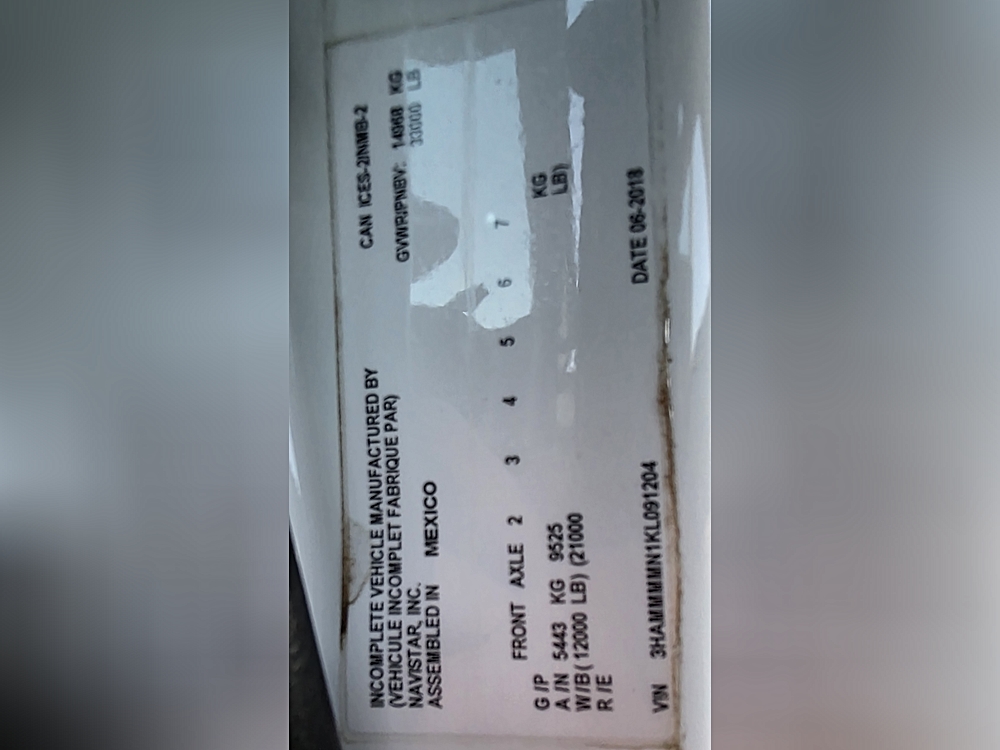 INCOMPLETE VEHICLE MANUFACTURED BY
(VEHICULE INCOMPLET FABRIQUE PAR)
NAVISTAR, INC.
ASSEMBLED IN MEXICO
CAN ICES-2/NMB-2
GVWR/PNBV: 14968 KG
33000 LB
FRONT AXLE 2 3 4 5 6 7
G /P
A /N 5443 KG 9525 KG
W/B( 12000 LB) (21000 LB)
R /E
VIN 3HAMMMMN1KL091204 DATE 06-2018